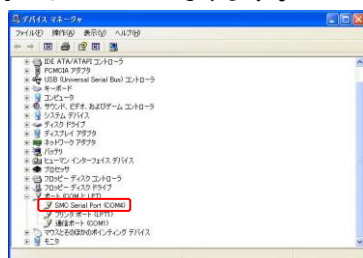 デバイス マネージャ
ファイル(F) 操作(A) 表示(V) ヘルプ(H)
IDE ATA/ATAPI コントローラ
PCMCIA アダプタ
USB (Universal Serial Bus) コントローラ
キーボード
コンピュータ
サウンド、ビデオ、およびゲーム コントローラ
システム デバイス
ディスク ドライブ
ディスプレイ アダプタ
ネットワーク アダプタ
バッテリ
ヒューマン インターフェイス デバイス
プロセッサ
フロッピー ディスク コントローラ
フロッピー ディスク ドライブ
ポート (COM と LPT)
SMC Serial Port (COM4)
プリンタ ポート (LPT1)
通信ポート (COM1)
マウスとそのほかのポインティング デバイス
モニタ